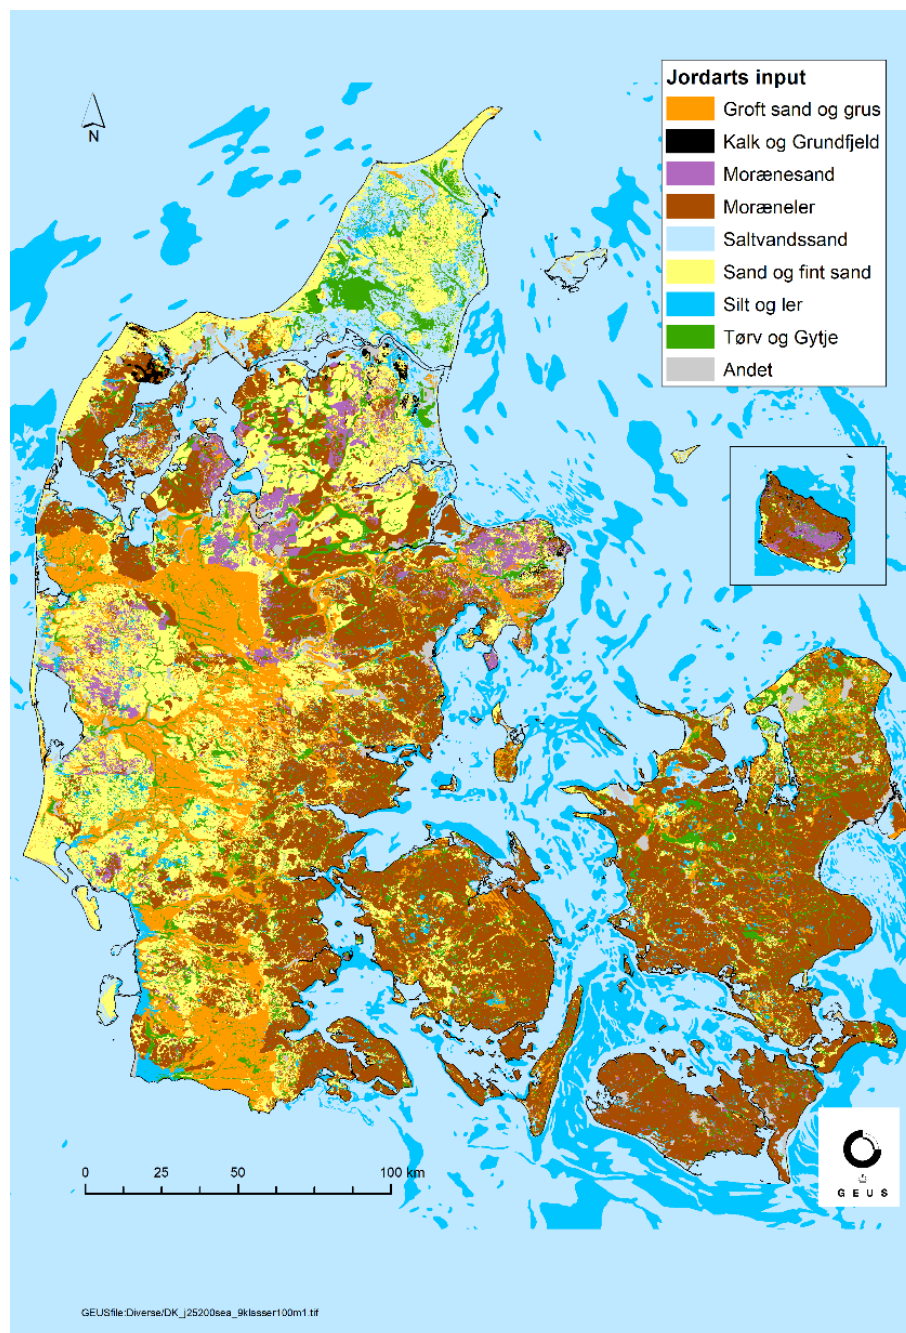 Jordarts input
Groft sand og grus
Kalk og Grundfjeld
Morænesand
Moræneler
Saltvandssand
Sand og fint sand
Silt og ler
Tørv og Gytje
Andet
N
0 25 50 100 km
G E U S
GEUSfile:Diverse/DK_j25200sea_9klasser100m1.tif